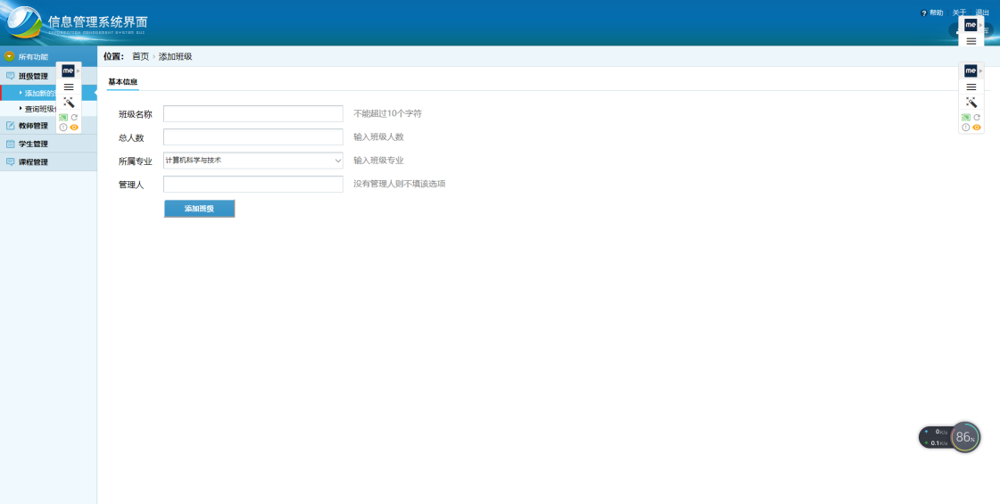 信息管理系统界面
帮助 关于 退出
所有功能
位置： 首页 › 添加班级
班级管理
添加新的
查询班级
教师管理
学生管理
课程管理
me
me
me
基本信息
班级名称 不能超过10个字符
总人数 输入班级人数
所属专业 计算机科学与技术 输入班级专业
管理人 没有管理人则不填该选项
添加班级
0K/s
0.1K/s
86%